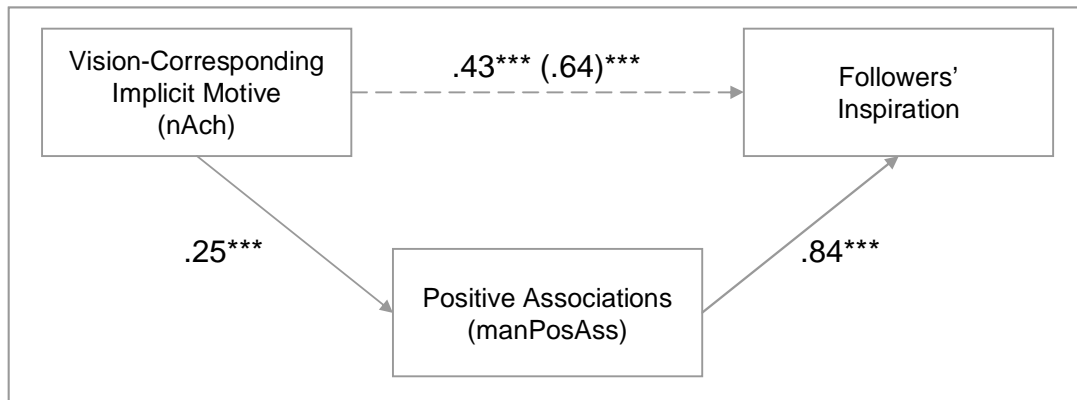 Vision-Corresponding
Implicit Motive
(nAch)
.43*** (.64)***
Followers’
Inspiration
.25***
.84***
Positive Associations
(manPosAss)